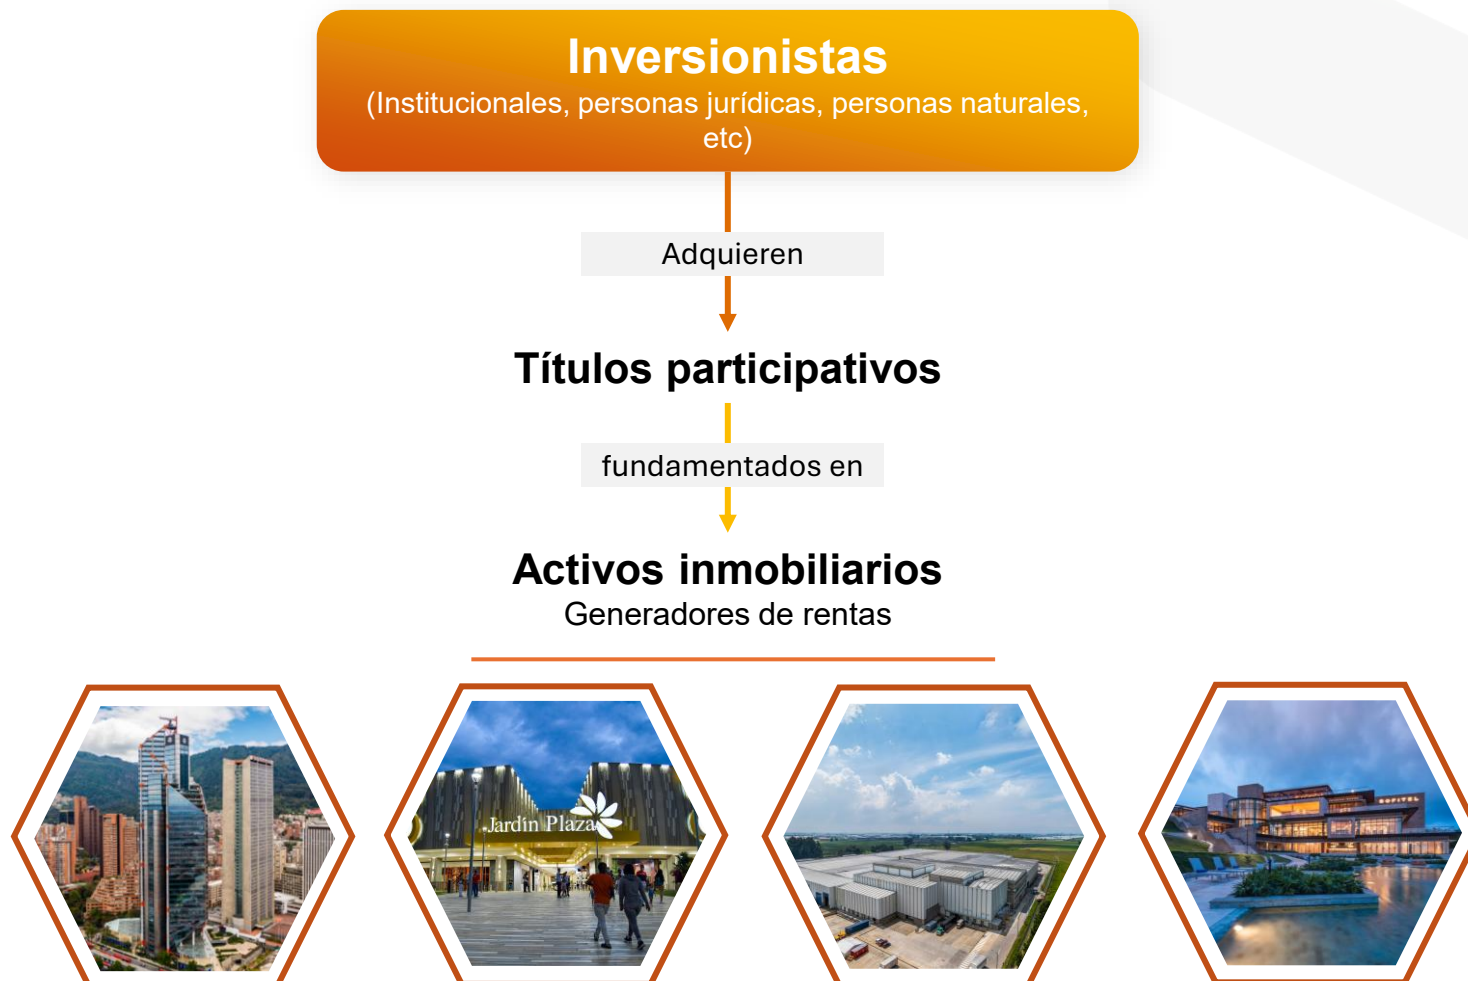 Inversionistas
(Institucionales, personas jurídicas, personas naturales,
etc)
Adquieren
Títulos participativos
fundamentados en
Activos inmobiliarios
Generadores de rentas
Jardín Plaza
SOFITEL